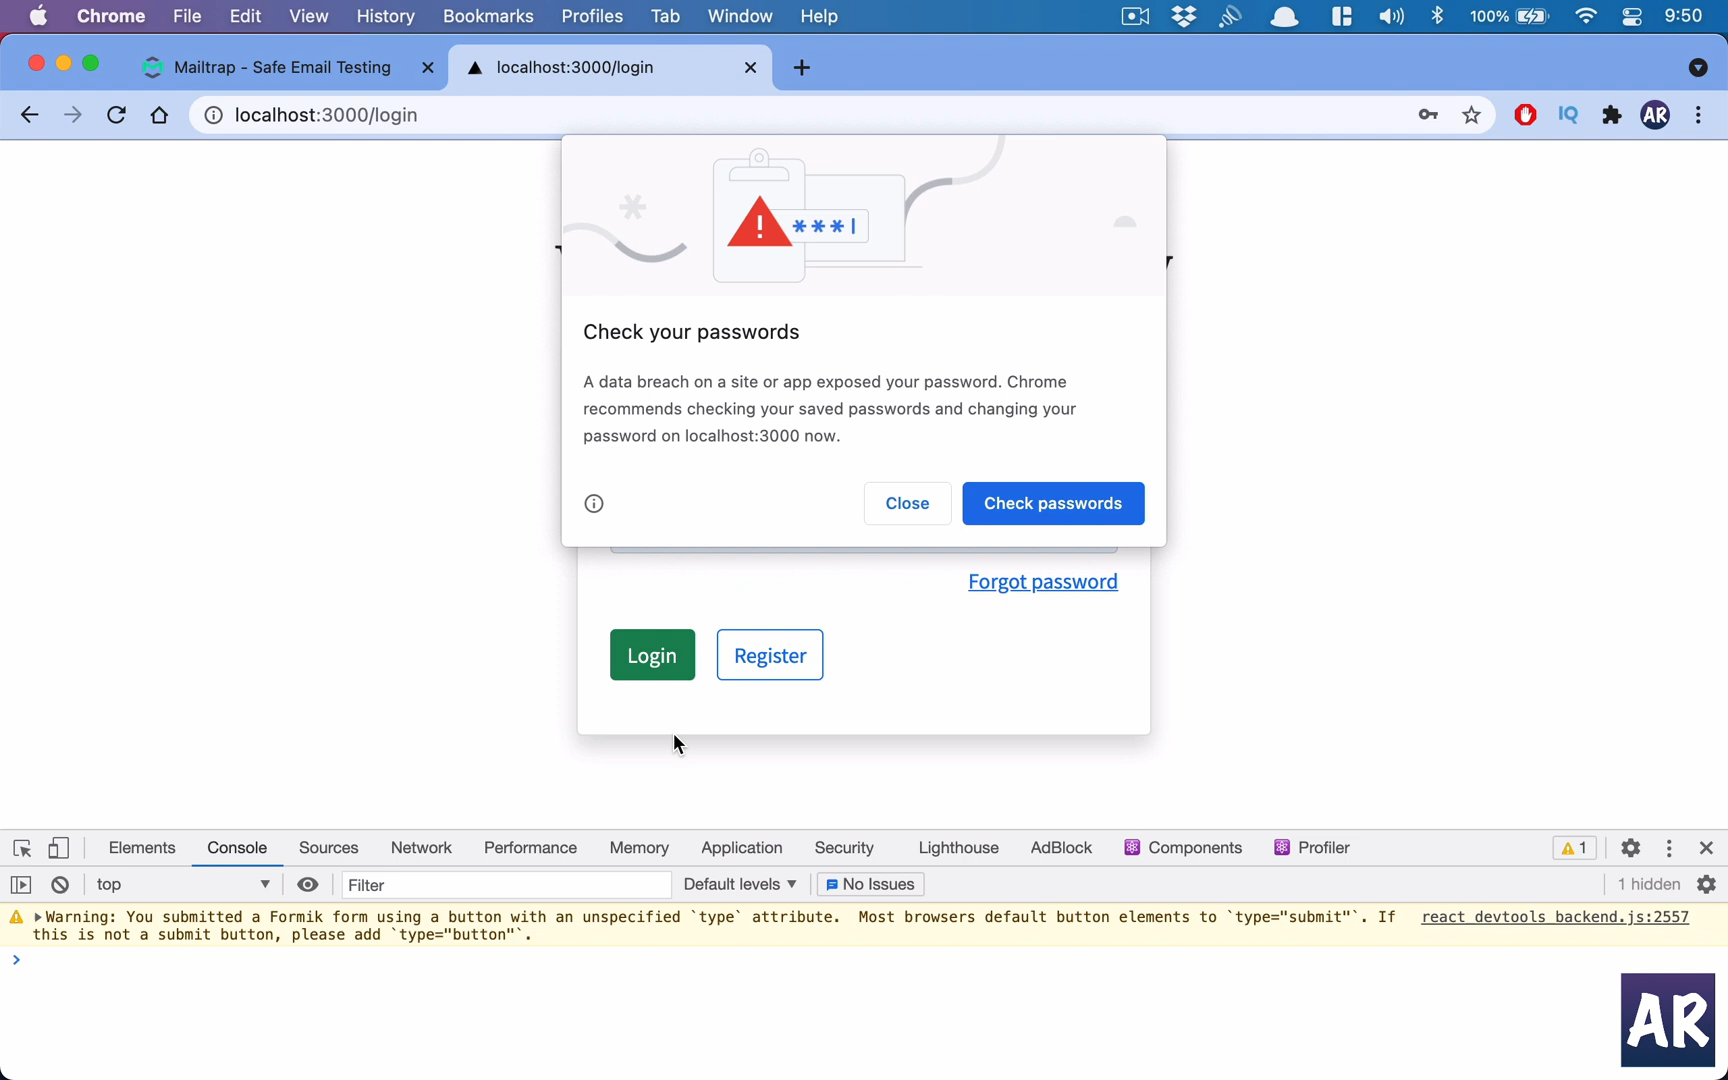 Chrome File Edit View History Bookmarks Profiles Tab Window Help 100% 9:50
Mailtrap - Safe Email Testing localhost:3000/login
localhost:3000/login IQ AR
***|
Check your passwords
A data breach on a site or app exposed your password. Chrome
recommends checking your saved passwords and changing your
password on localhost:3000 now.
Close Check passwords
Forgot password
Login Register
Elements Console Sources Network Performance Memory Application Security Lighthouse AdBlock Components Profiler 1
top Filter Default levels No Issues 1 hidden
Warning: You submitted a Formik form using a button with an unspecified `type` attribute. Most browsers default button elements to `type="submit"`. If react_devtools_backend.js:2557
this is not a submit button, please add `type="button"`.
AR